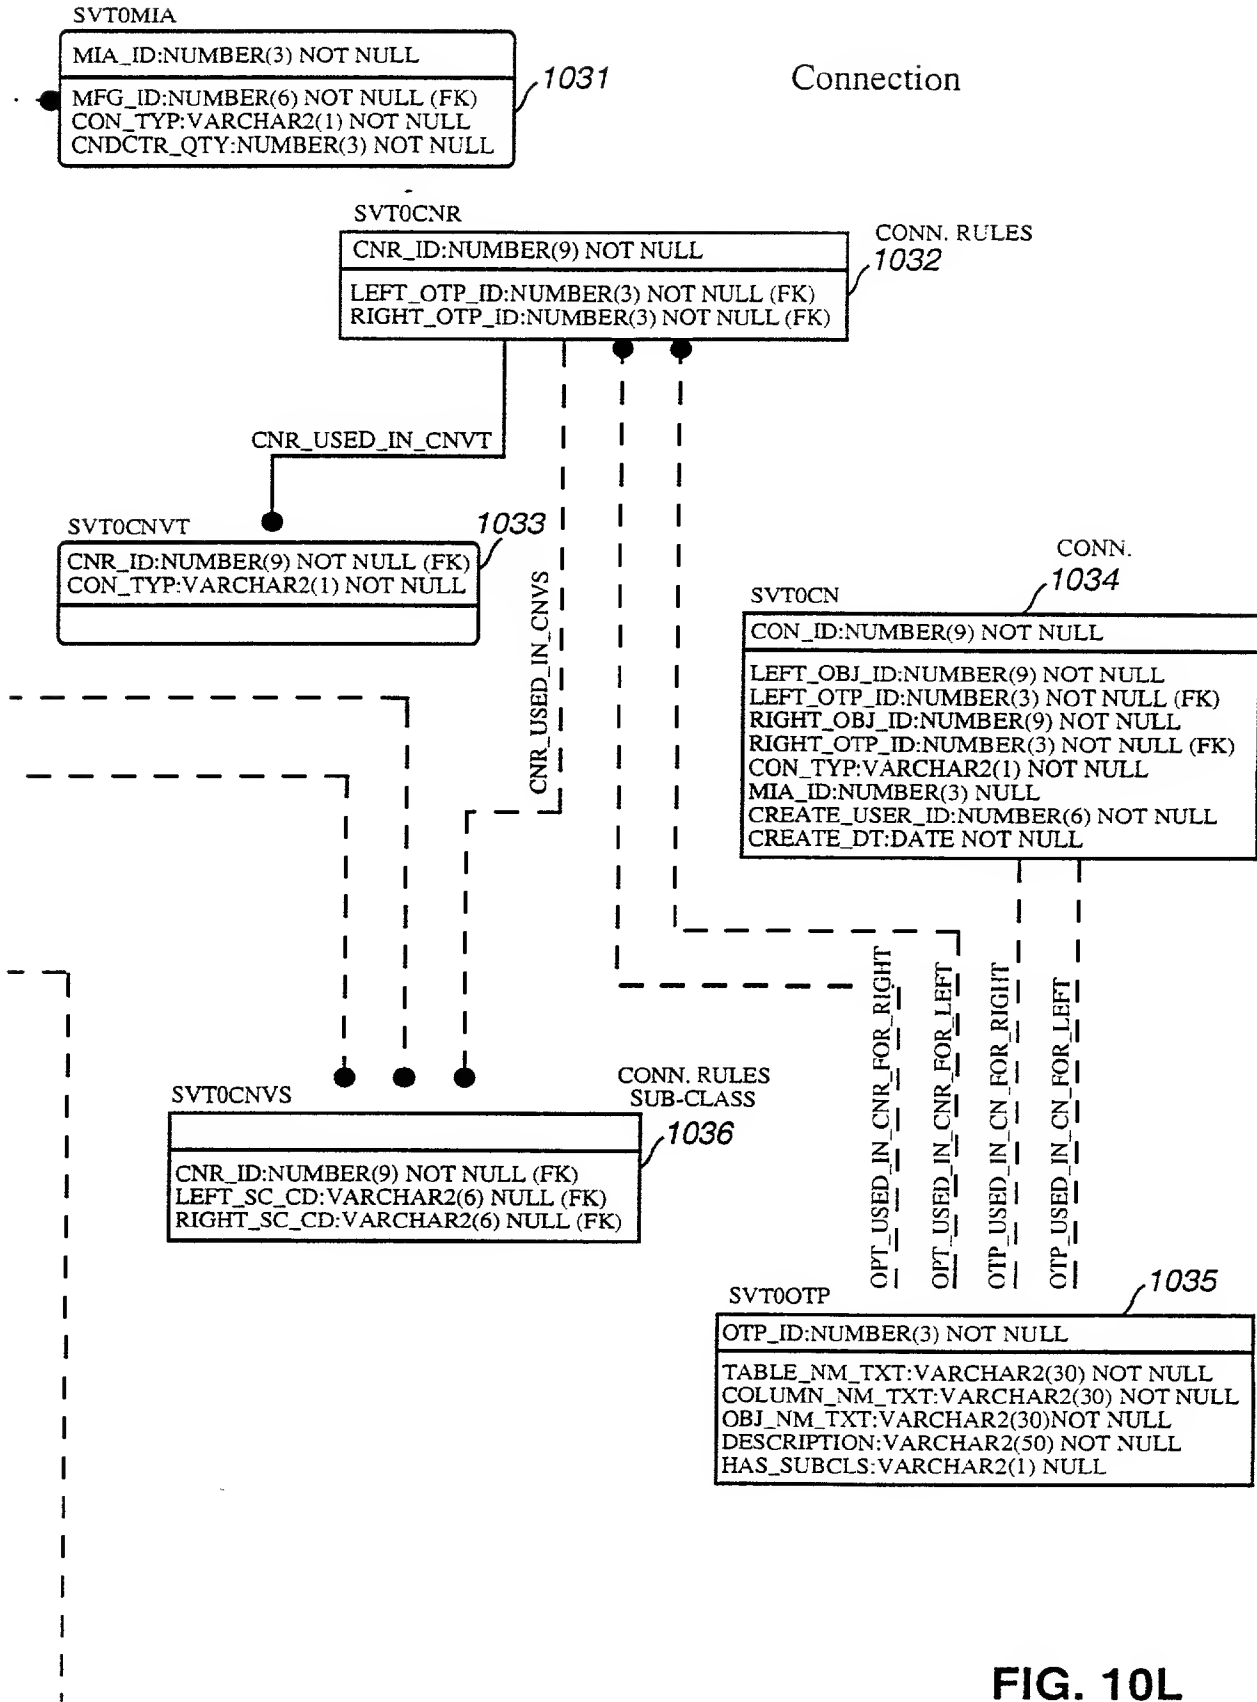 SVT0MIA
MIA_ID:NUMBER(3) NOT NULL
MFG_ID:NUMBER(6) NOT NULL (FK)
CON_TYP:VARCHAR2(1) NOT NULL
CNDCTR_QTY:NUMBER(3) NOT NULL
1031
Connection
SVT0CNR
CNR_ID:NUMBER(9) NOT NULL
LEFT_OTP_ID:NUMBER(3) NOT NULL (FK)
RIGHT_OTP_ID:NUMBER(3) NOT NULL (FK)
CONN. RULES
1032
CNR_USED_IN_CNVT
SVT0CNVT
1033
CNR_ID:NUMBER(9) NOT NULL (FK)
CON_TYP:VARCHAR2(1) NOT NULL
CNR_USED_IN_CNVS
CONN.
1034
SVT0CN
CON_ID:NUMBER(9) NOT NULL
LEFT_OBJ_ID:NUMBER(9) NOT NULL
LEFT_OTP_ID:NUMBER(3) NOT NULL (FK)
RIGHT_OBJ_ID:NUMBER(9) NOT NULL
RIGHT_OTP_ID:NUMBER(3) NOT NULL (FK)
CON_TYP:VARCHAR2(1) NOT NULL
MIA_ID:NUMBER(3) NULL
CREATE_USER_ID:NUMBER(6) NOT NULL
CREATE_DT:DATE NOT NULL
OPT_USED_IN_CNR_FOR_RIGHT
OPT_USED_IN_CNR_FOR_LEFT
OTP_USED_IN_CN_FOR_RIGHT
OTP_USED_IN_CN_FOR_LEFT
SVT0CNVS
CONN. RULES
SUB-CLASS
1036
CNR_ID:NUMBER(9) NOT NULL (FK)
LEFT_SC_CD:VARCHAR2(6) NULL (FK)
RIGHT_SC_CD:VARCHAR2(6) NULL (FK)
SVT0OTP
1035
OTP_ID:NUMBER(3) NOT NULL
TABLE_NM_TXT:VARCHAR2(30) NOT NULL
COLUMN_NM_TXT:VARCHAR2(30) NOT NULL
OBJ_NM_TXT:VARCHAR2(30)NOT NULL
DESCRIPTION:VARCHAR2(50) NOT NULL
HAS_SUBCLS:VARCHAR2(1) NULL
FIG. 10L